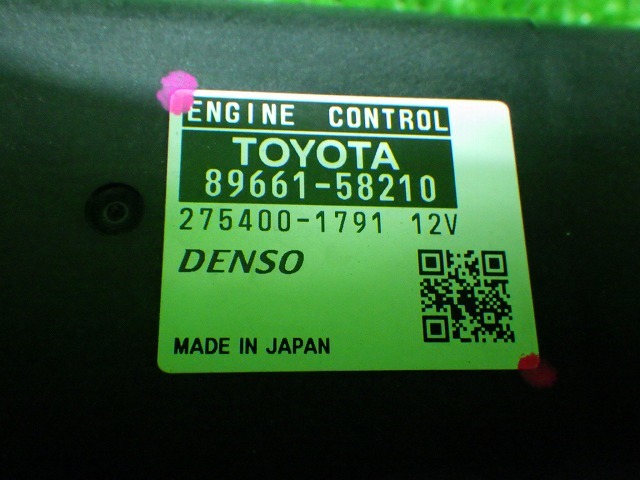 ENGINE CONTROL
TOYOTA
89661-58210
275400-1791 12V
DENSO
MADE IN JAPAN